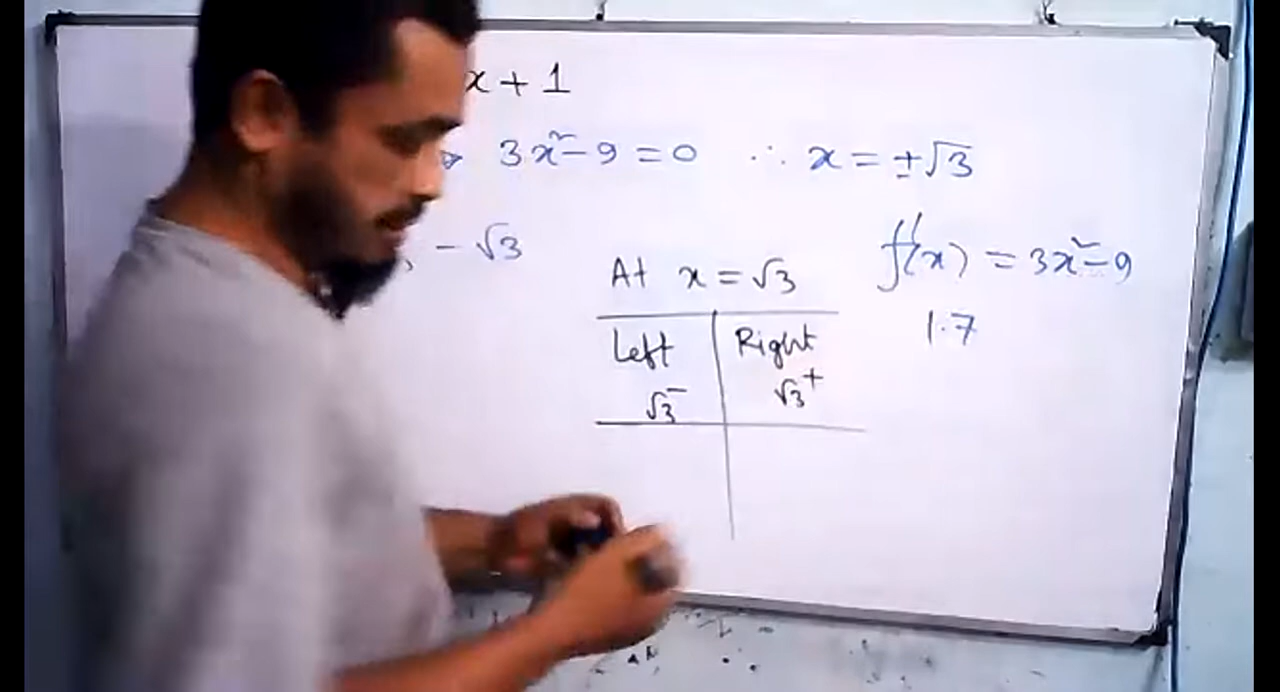 x + 1
3x² - 9 = 0 ∴ x = ±√3
, - √3
At x = √3
f'(x) = 3x² - 9
1.7
Left Right
√3⁻ √3⁺